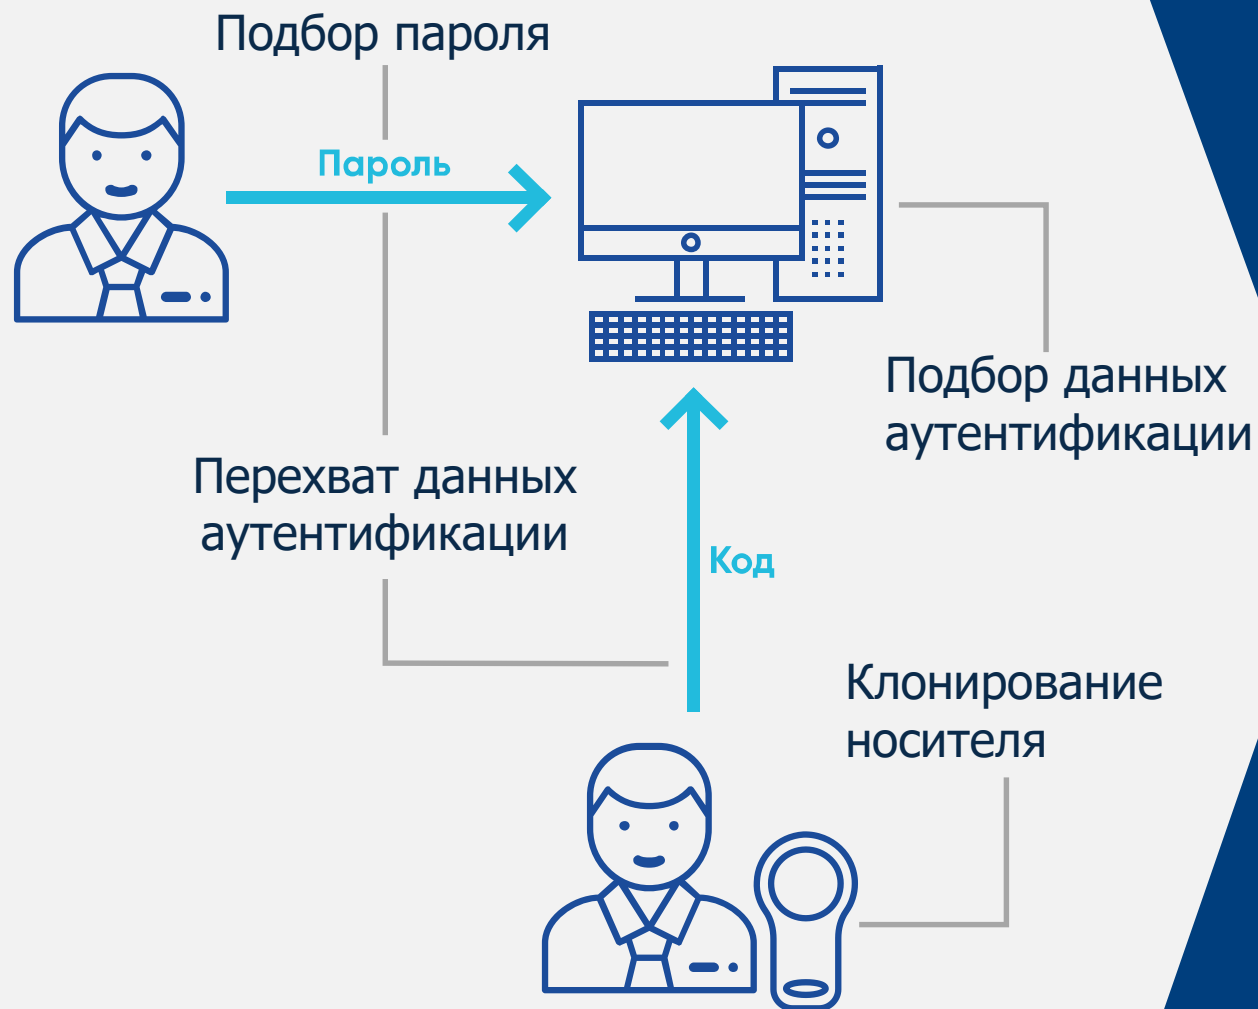 Подбор пароля
Пароль
Подбор данных
аутентификации
Перехват данных
аутентификации
Код
Клонирование
носителя